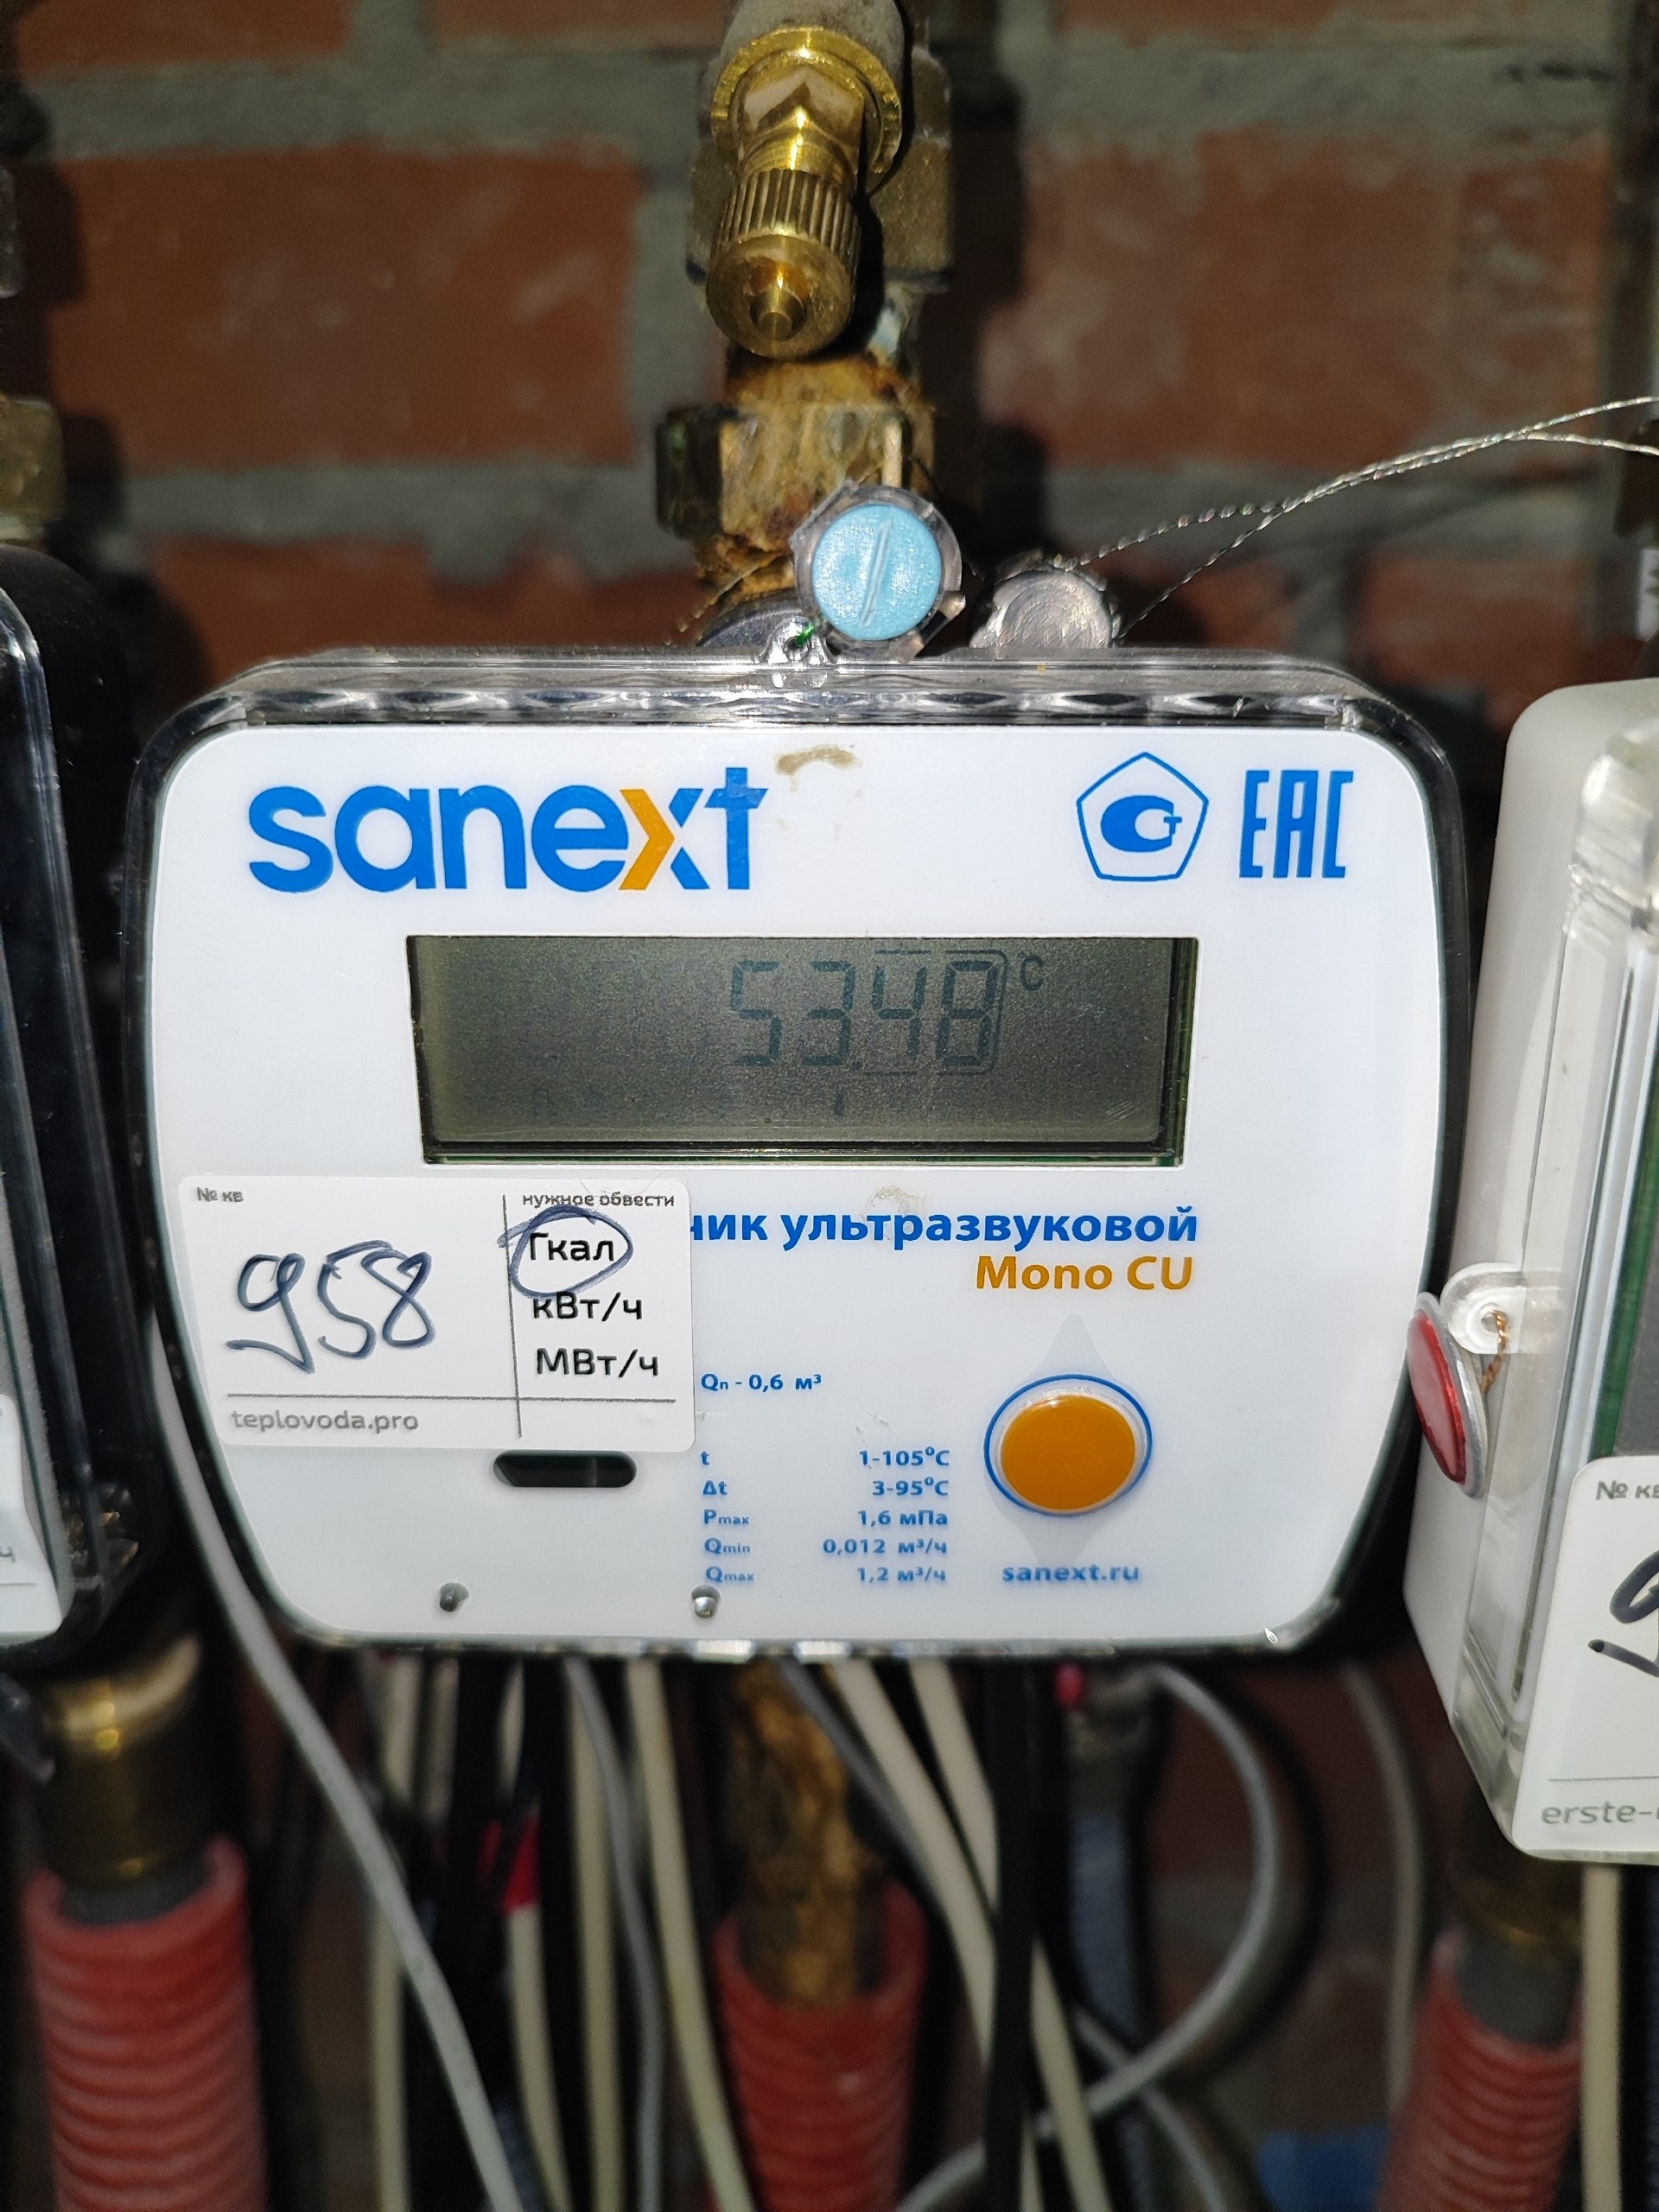 sanext
EAC
53.48 °C
№ кв
нужное обвести
958
Гкал
кВт/ч
МВт/ч
teplovoda.pro
чик ультразвуковой
Mono CU
Qn - 0,6 м³
t 1-105°C
Δt 3-95°C
Pmax 1,6 мПа
Qmin 0,012 м³/ч
Qmax 1,2 м³/ч
sanext.ru
№ кв
erste-